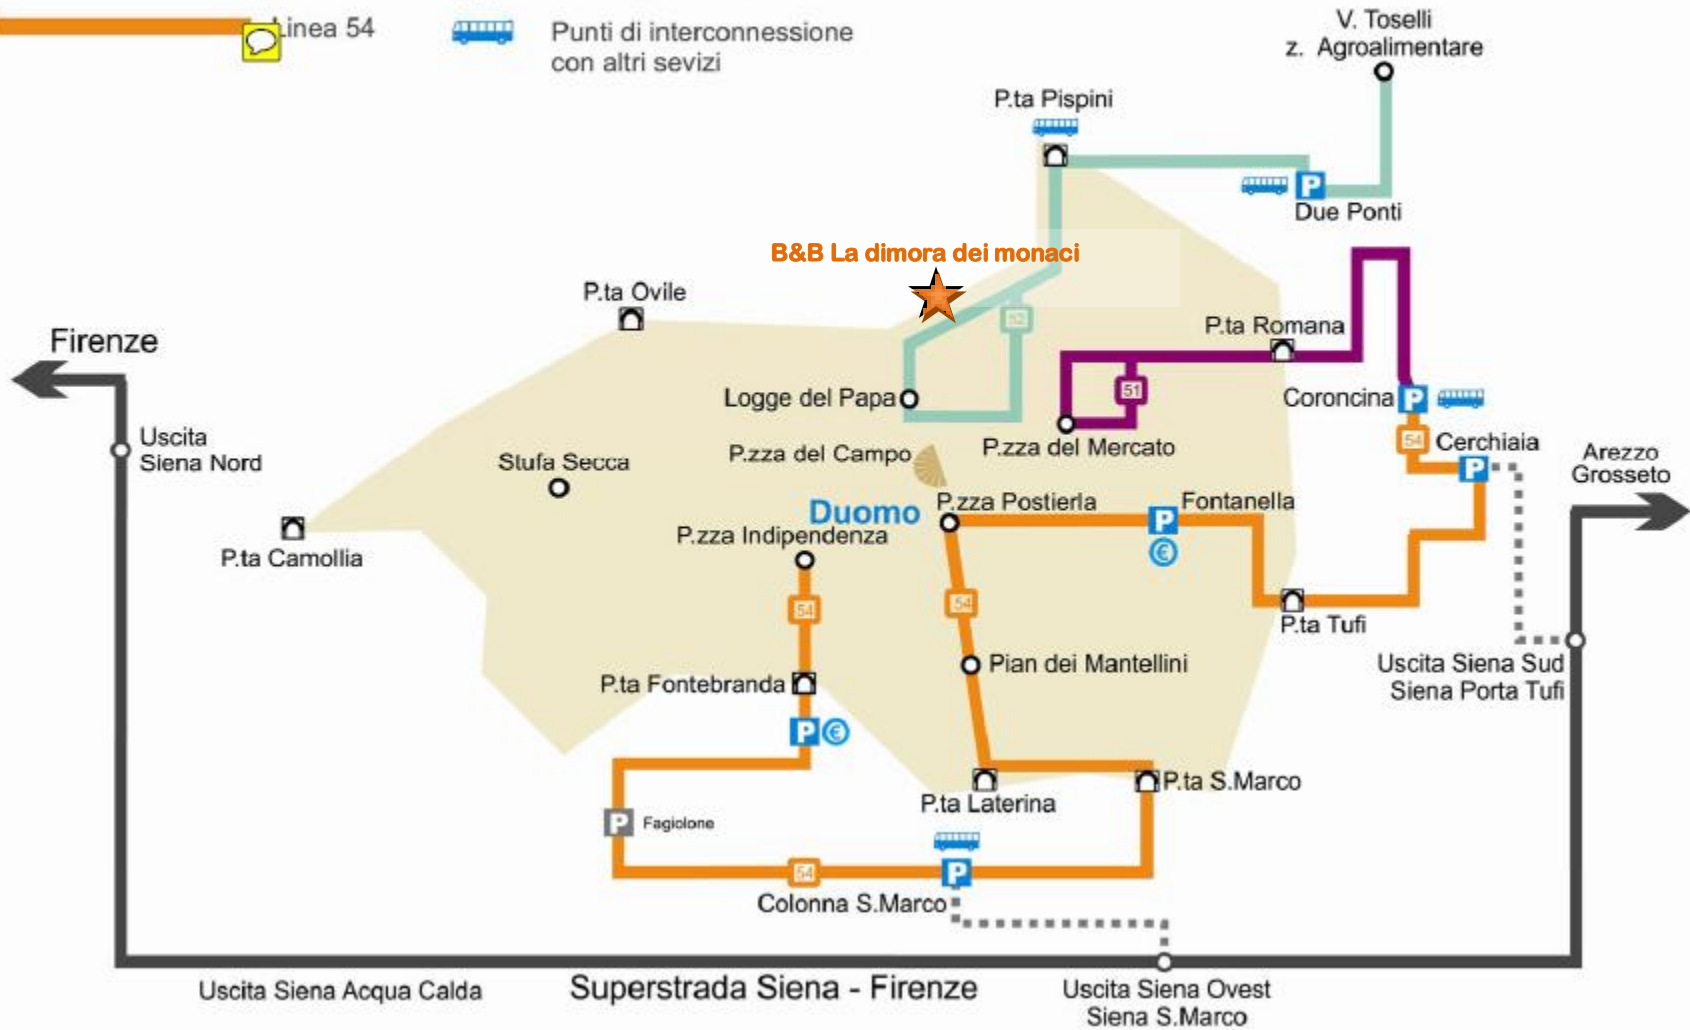 Linea 54
Punti di interconnessione
con altri sevizi
V. Toselli
z. Agroalimentare
P.ta Pispini
P
Due Ponti
B&B La dimora dei monaci
P.ta Ovile
52
P.ta Romana
Firenze
Logge del Papa
51
Coroncina
P
Uscita
Siena Nord
P.zza del Campo
P.zza del Mercato
54
Cerchiaia
P
Arezzo
Grosseto
Stufa Secca
Duomo
P.zza Postierla
Fontanella
P
€
P.zza Indipendenza
P.ta Camollia
54
54
P.ta Tufi
Pian dei Mantellini
Uscita Siena Sud
Siena Porta Tufi
P.ta Fontebranda
P
€
P.ta Laterina
P.ta S.Marco
P
Fagiolone
54
P
Colonna S.Marco
Uscita Siena Acqua Calda
Superstrada Siena - Firenze
Uscita Siena Ovest
Siena S.Marco